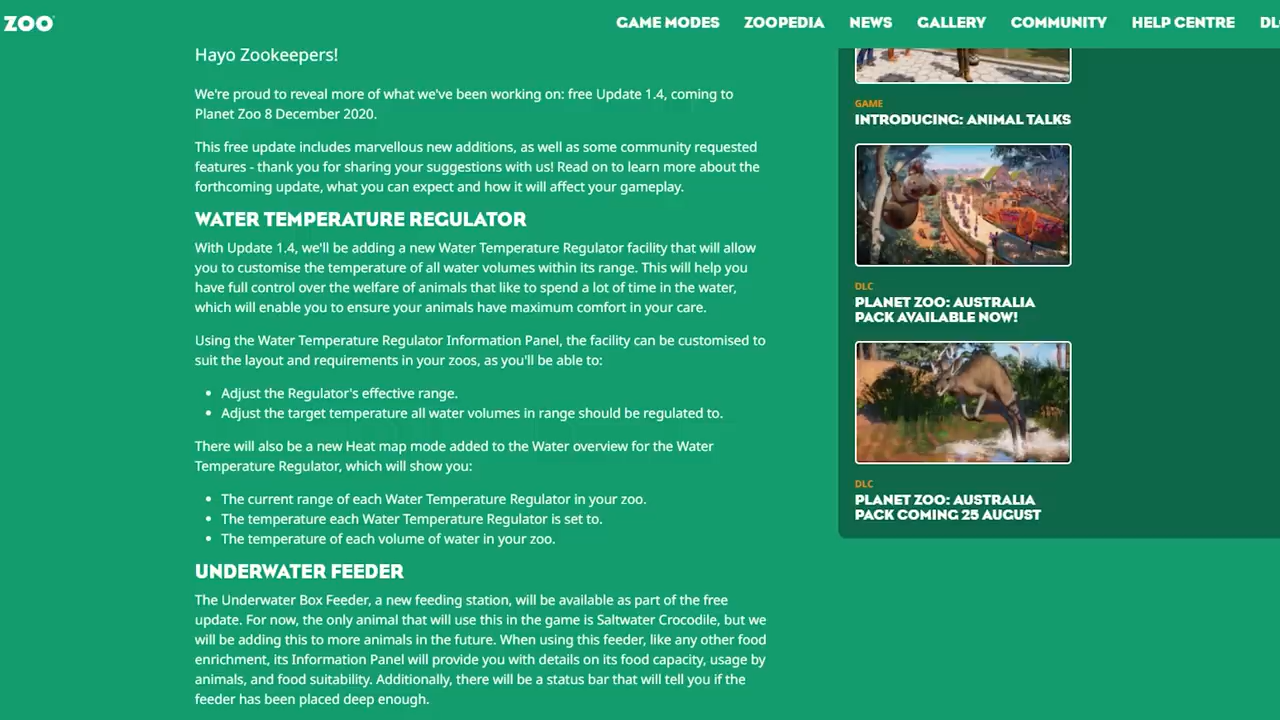 ZOO
GAME MODES ZOOPEDIA NEWS GALLERY COMMUNITY HELP CENTRE
Hayo Zookeepers!
We're proud to reveal more of what we've been working on: free Update 1.4, coming to
Planet Zoo 8 December 2020.
This free update includes marvellous new additions, as well as some community requested
features - thank you for sharing your suggestions with us! Read on to learn more about the
forthcoming update, what you can expect and how it will affect your gameplay.
WATER TEMPERATURE REGULATOR
With Update 1.4, we'll be adding a new Water Temperature Regulator facility that will allow
you to customise the temperature of all water volumes within its range. This will help you
have full control over the welfare of animals that like to spend a lot of time in the water,
which will enable you to ensure your animals have maximum comfort in your care.
Using the Water Temperature Regulator Information Panel, the facility can be customised to
suit the layout and requirements in your zoos, as you'll be able to:
• Adjust the Regulator's effective range.
• Adjust the target temperature all water volumes in range should be regulated to.
There will also be a new Heat map mode added to the Water overview for the Water
Temperature Regulator, which will show you:
• The current range of each Water Temperature Regulator in your zoo.
• The temperature each Water Temperature Regulator is set to.
• The temperature of each volume of water in your zoo.
UNDERWATER FEEDER
The Underwater Box Feeder, a new feeding station, will be available as part of the free
update. For now, the only animal that will use this in the game is Saltwater Crocodile, but we
will be adding this to more animals in the future. When using this feeder, like any other food
enrichment, its Information Panel will provide you with details on its food capacity, usage by
animals, and food suitability. Additionally, there will be a status bar that will tell you if the
feeder has been placed deep enough.
GAME
INTRODUCING: ANIMAL TALKS
DLC
PLANET ZOO: AUSTRALIA
PACK AVAILABLE NOW!
DLC
PLANET ZOO: AUSTRALIA
PACK COMING 25 AUGUST